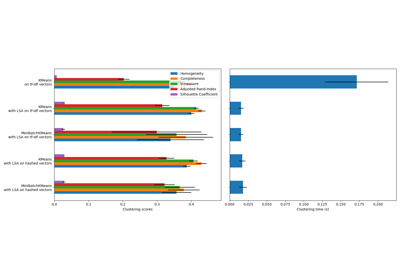 KMeans
on tf-idf vectors
KMeans
with LSA on tf-idf vectors
MiniBatchKMeans
with LSA on tf-idf vectors
KMeans
with LSA on hashed vectors
MiniBatchKMeans
with LSA on hashed vectors
Homogeneity
Completeness
V-measure
Adjusted Rand-Index
Silhouette Coefficient
0.0 0.1 0.2 0.3 0.4
Clustering scores
0.000 0.025 0.050 0.075 0.100 0.125 0.150 0.175 0.200
Clustering time (s)